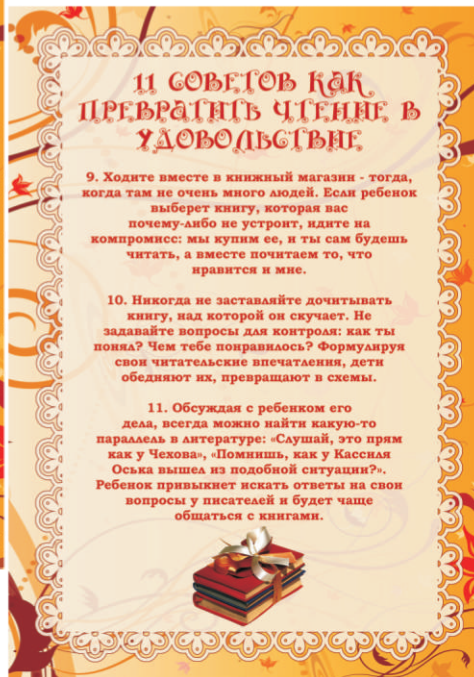 11 СОВЕТОВ КАК
ПРЕВРАТИТЬ ЧТЕНИЕ В
УДОВОЛЬСТВИЕ
9. Ходите вместе в книжный магазин - тогда,
когда там не очень много людей. Если ребенок
выберет книгу, которая вас
почему-либо не устроит, идите на
компромисс: мы купим ее, и ты сам будешь
читать, а вместе почитаем то, что
нравится и мне.
10. Никогда не заставляйте дочитывать
книгу, над которой он скучает. Не
задавайте вопросы для контроля: как ты
понял? Чем тебе понравилось? Формулируя
свои читательские впечатления, дети
обедняют их, превращают в схемы.
11. Обсуждая с ребенком его
дела, всегда можно найти какую-то
параллель в литературе: «Слушай, это прям
как у Чехова», «Помнишь, как у Кассиля
Оська вышел из подобной ситуации?».
Ребенок привыкнет искать ответы на свои
вопросы у писателей и будет чаще
общаться с книгами.